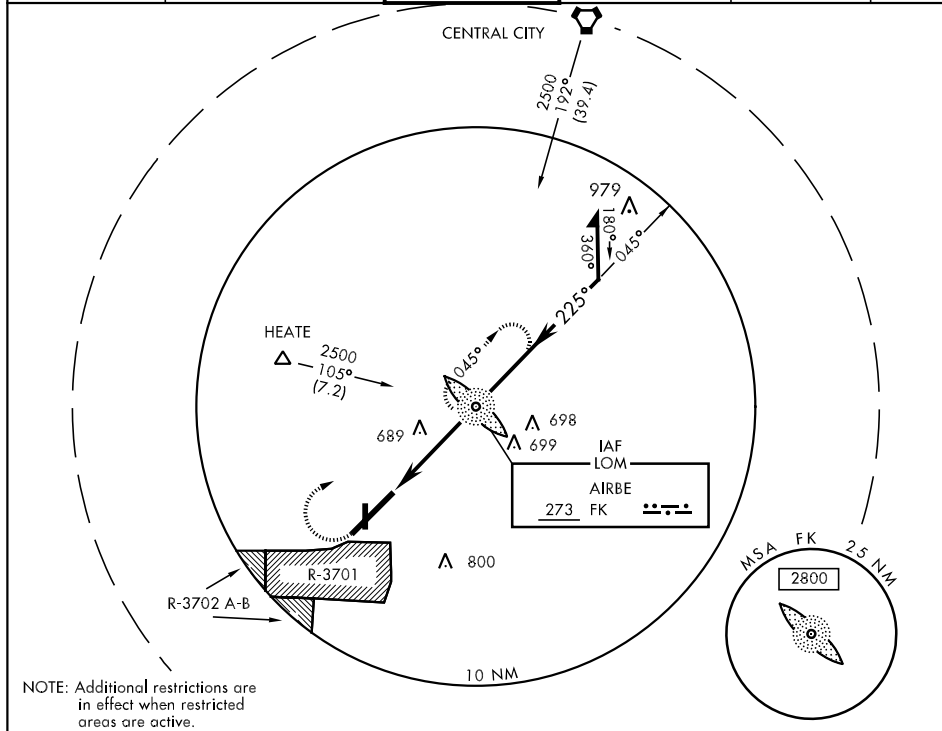 CENTRAL CITY
2500
192°
(39.4)
979
180°
360°
045°
225°
HEATE
2500
105°
(7.2)
045°
689
698
699
IAF
LOM
AIRBE
273 FK
R-3701
800
R-3702 A-B
MSA FK 25 NM
2800
10 NM
NOTE: Additional restrictions are
in effect when restricted
areas are active.